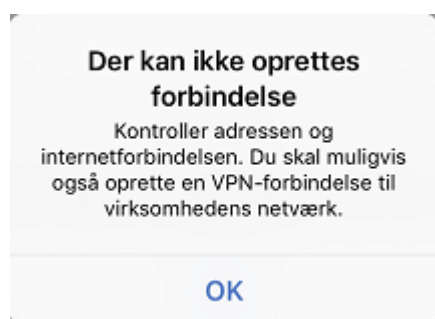 Der kan ikke oprettes
forbindelse
Kontroller adressen og
internetforbindelsen. Du skal muligvis
også oprette en VPN-forbindelse til
virksomhedens netværk.
OK